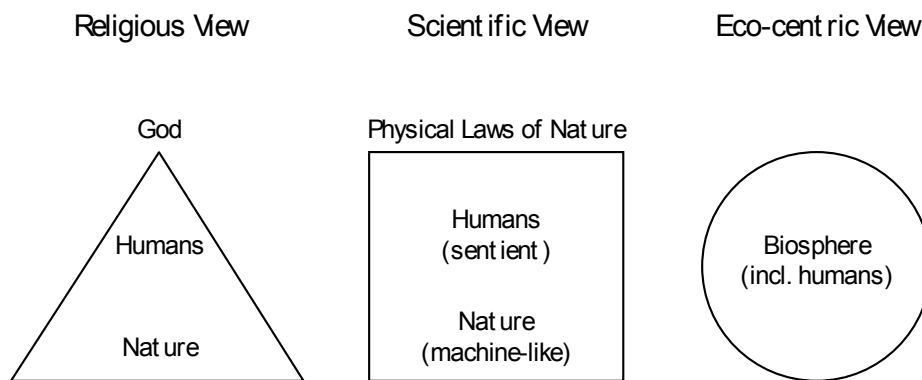 Religious View
Scientific View
Eco-centric View
God
Humans
Nature
Physical Laws of Nature
Humans
(sentient)
Nature
(machine-like)
Biosphere
(incl. humans)